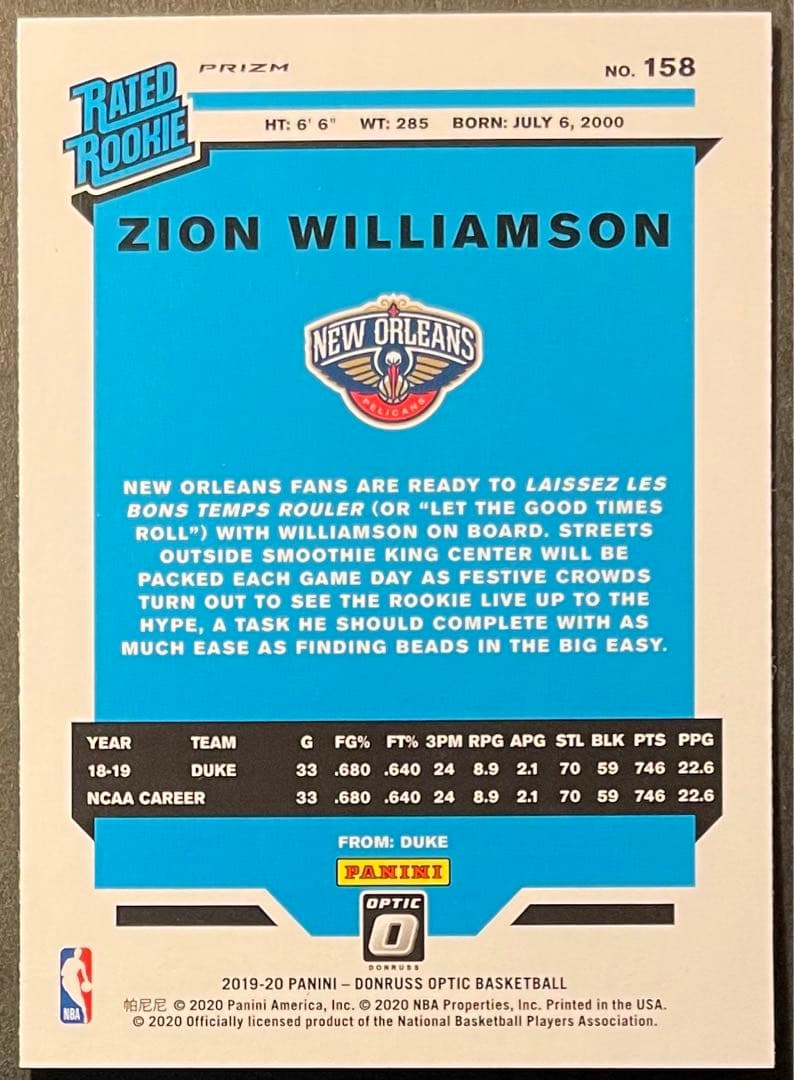 RATED
ROOKIE
PRIZM
NO. 158
HT: 6' 6" WT: 285 BORN: JULY 6, 2000
ZION WILLIAMSON
NEW ORLEANS
PELICANS
NEW ORLEANS FANS ARE READY TO LAISSEZ LES
BONS TEMPS ROULER (OR “LET THE GOOD TIMES
ROLL”) WITH WILLIAMSON ON BOARD. STREETS
OUTSIDE SMOOTHIE KING CENTER WILL BE
PACKED EACH GAME DAY AS FESTIVE CROWDS
TURN OUT TO SEE THE ROOKIE LIVE UP TO THE
HYPE, A TASK HE SHOULD COMPLETE WITH AS
MUCH EASE AS FINDING BEADS IN THE BIG EASY.
YEAR TEAM G FG% FT% 3PM RPG APG STL BLK PTS PPG
18-19 DUKE 33 .680 .640 24 8.9 2.1 70 59 746 22.6
NCAA CAREER 33 .680 .640 24 8.9 2.1 70 59 746 22.6
FROM: DUKE
PANINI
OPTIC
O
DONRUSS
NBA
2019-20 PANINI – DONRUSS OPTIC BASKETBALL
帕尼尼 © 2020 Panini America, Inc. © 2020 NBA Properties, Inc. Printed in the USA.
© 2020 Officially licensed product of the National Basketball Players Association.